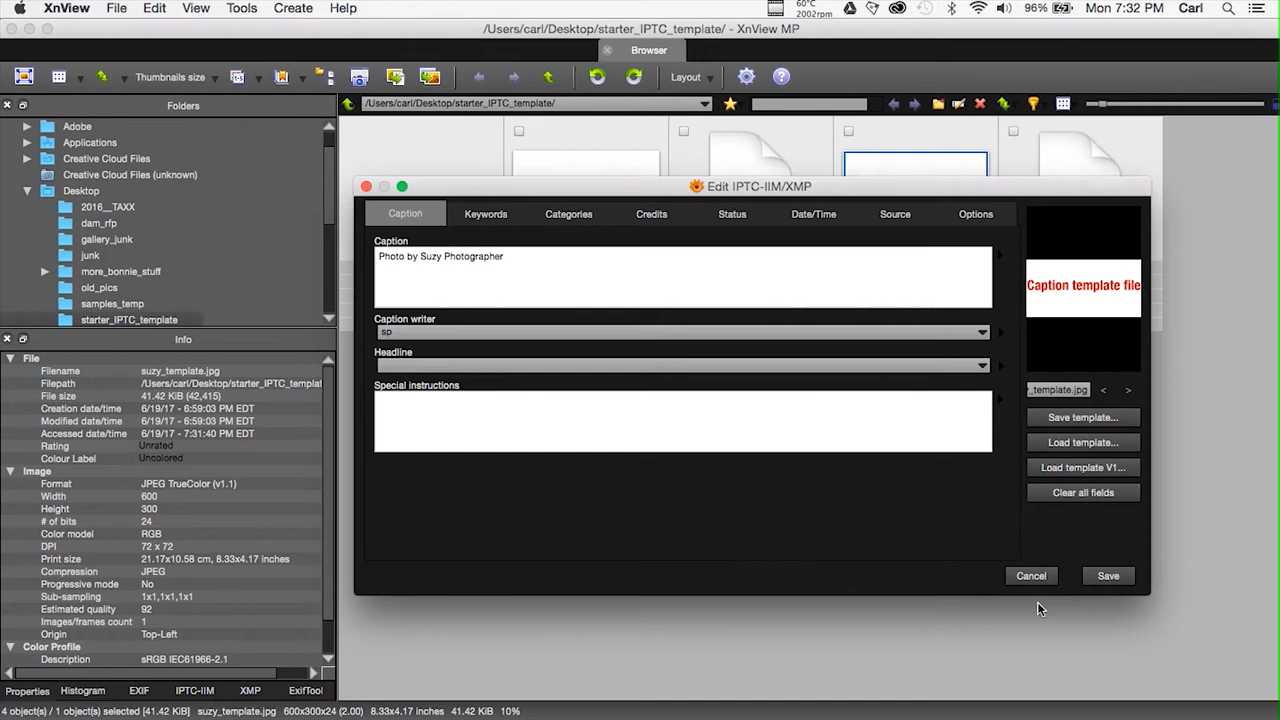 XnView File Edit View Tools Create Help 60°C 2002rpm 96% Mon 7:32 PM Carl
/Users/carl/Desktop/starter_IPTC_template/ - XnView MP
Browser
Thumbnails size Layout
Folders
/Users/carl/Desktop/starter_IPTC_template/
Adobe
Applications
Creative Cloud Files
Creative Cloud Files (unknown)
Desktop
2016__TAXX
dam_rfp
gallery_junk
junk
more_bonnie_stuff
old_pics
samples_temp
starter_IPTC_template
Info
File
Filename suzy_template.jpg
Filepath /Users/carl/Desktop/starter_IPTC_templat
File size 41.42 KiB (42,415)
Creation date/time 6/19/17 - 6:59:03 PM EDT
Modified date/time 6/19/17 - 6:59:03 PM EDT
Accessed date/time 6/19/17 - 7:31:40 PM EDT
Rating Unrated
Colour Label Uncolored
Image
Format JPEG TrueColor (v1.1)
Width 600
Height 300
# of bits 24
Color model RGB
DPI 72 x 72
Print size 21.17x10.58 cm, 8.33x4.17 inches
Compression JPEG
Progressive mode No
Sub-sampling 1x1,1x1,1x1
Estimated quality 92
Images/frames count 1
Origin Top-Left
Color Profile
Description sRGB IEC61966-2.1
Properties Histogram EXIF IPTC-IIM XMP ExifTool
4 object(s) / 1 object(s) selected [41.42 KiB] suzy_template.jpg 600x300x24 (2.00) 8.33x4.17 inches 41.42 KiB 10%
Edit IPTC-IIM/XMP
Caption Keywords Categories Credits Status Date/Time Source Options
Caption
Photo by Suzy Photographer
Caption writer
sp
Headline
Special instructions
Caption template file
_template.jpg < >
Save template...
Load template...
Load template V1...
Clear all fields
Cancel Save